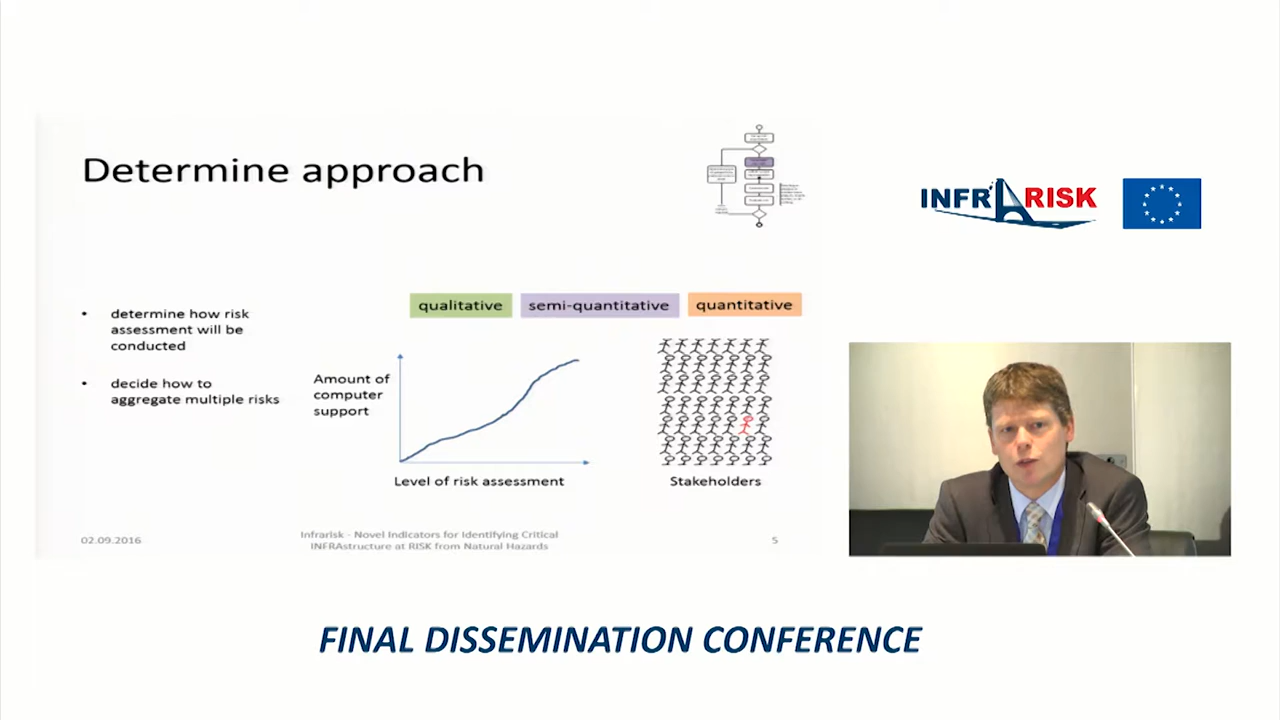 Determine approach
INFRARISK
qualitative
semi-quantitative
quantitative
• determine how risk
assessment will be
conducted
• decide how to
aggregate multiple risks
Amount of
computer
support
Level of risk assessment
Stakeholders
02.09.2016
Infrarisk - Novel Indicators for Identifying Critical
INFRAstructure at RISK from Natural Hazards
5
FINAL DISSEMINATION CONFERENCE